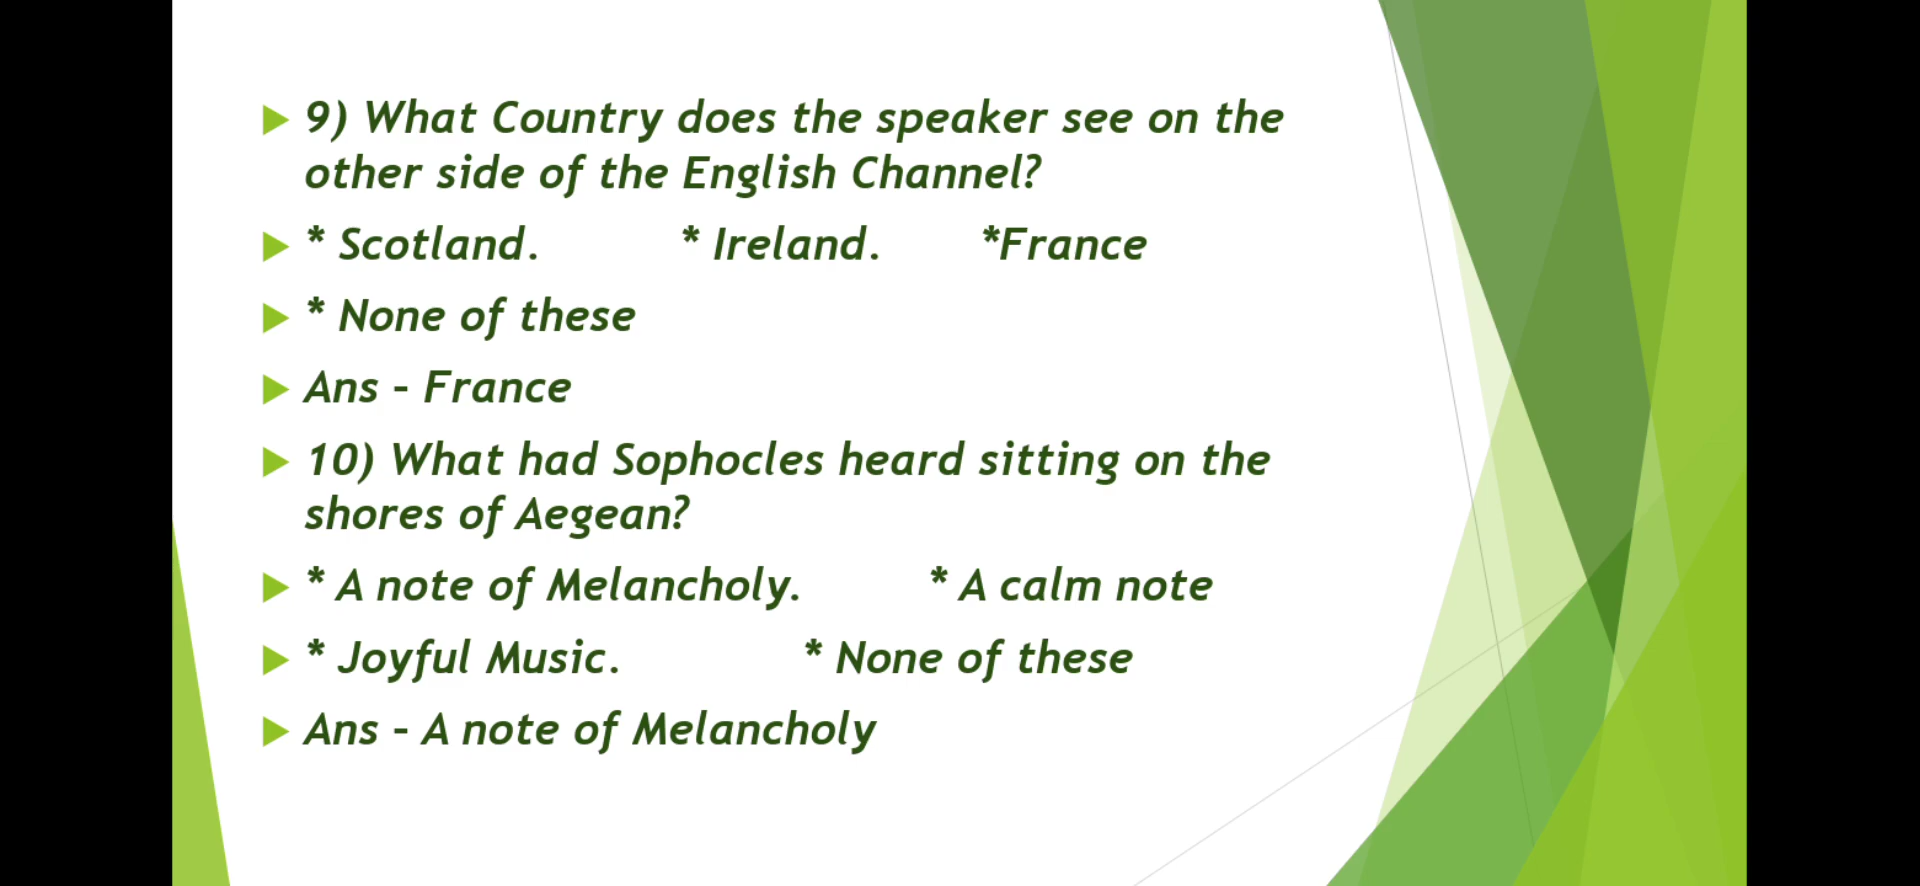 9) What Country does the speaker see on the
other side of the English Channel?
* Scotland. * Ireland. *France
* None of these
Ans – France
10) What had Sophocles heard sitting on the
shores of Aegean?
* A note of Melancholy. * A calm note
* Joyful Music. * None of these
Ans – A note of Melancholy